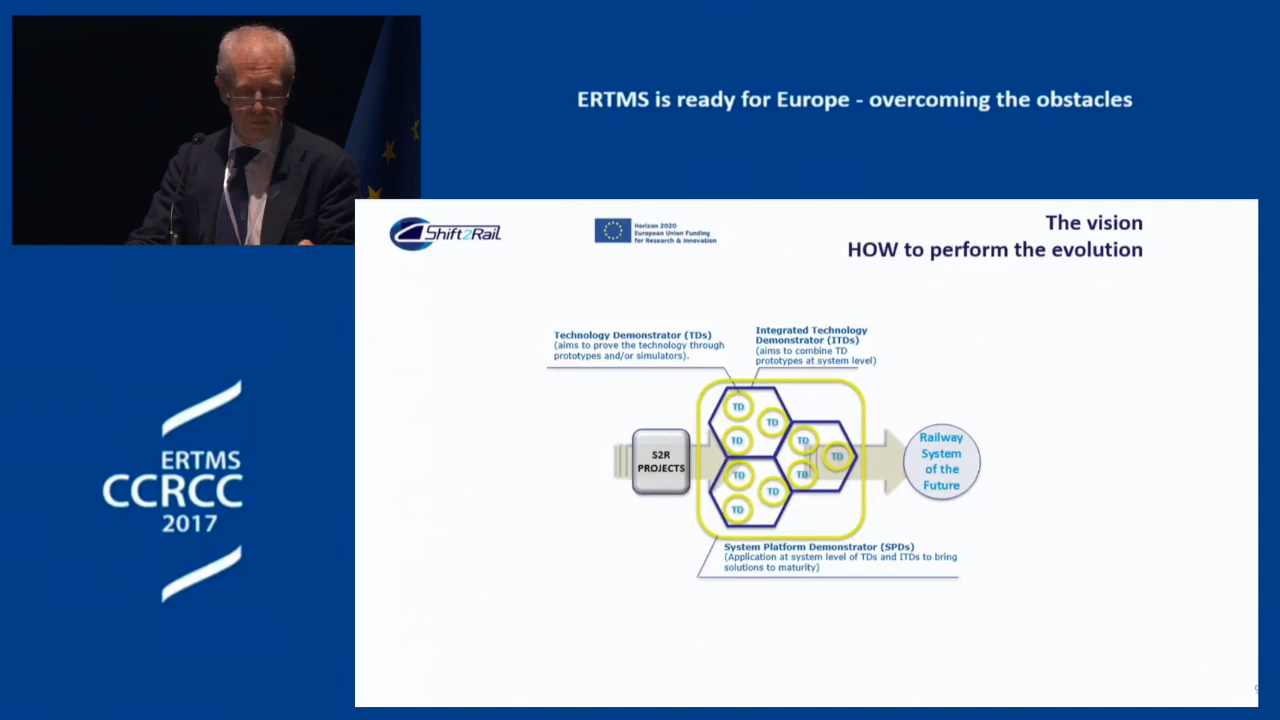 ERTMS is ready for Europe - overcoming the obstacles
Shift2Rail
Horizon 2020
European Union Funding
for Research & Innovation
The vision
HOW to perform the evolution
Technology Demonstrator (TDs)
(aims to prove the technology through
prototypes and/or simulators).
Integrated Technology
Demonstrator (ITDs)
(aims to combine TD
prototypes at system level)
TD
TD
TD
TD
TD
TD
TD
TD
TD
S2R
PROJECTS
Railway
System
of the
Future
System Platform Demonstrator (SPDs)
(Application at system level of TDs and ITDs to bring
solutions to maturity)
ERTMS
CCRCC
2017
9